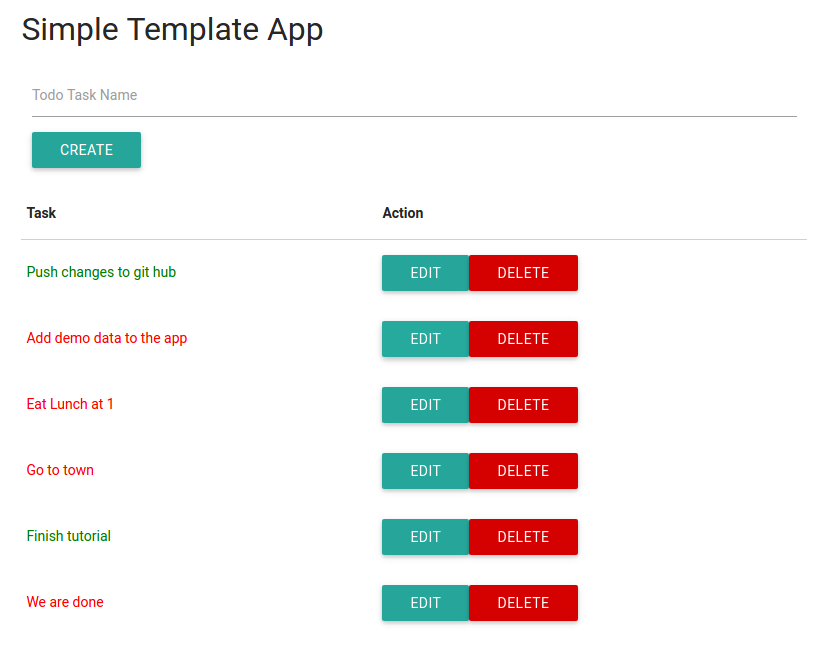 Simple Template App
Todo Task Name
CREATE
Task Action
Push changes to git hub EDIT DELETE
Add demo data to the app EDIT DELETE
Eat Lunch at 1 EDIT DELETE
Go to town EDIT DELETE
Finish tutorial EDIT DELETE
We are done EDIT DELETE